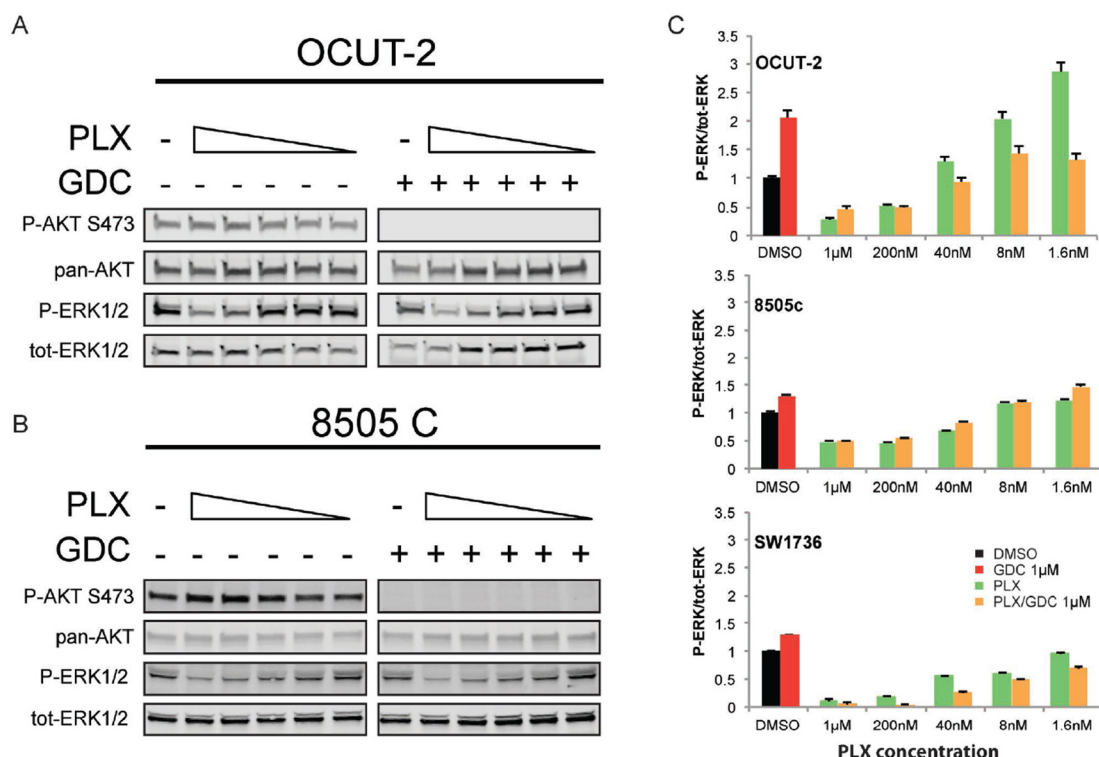 A
OCUT-2
PLX -
GDC - - - - - -
- 
+ + + + + +
P-AKT S473
pan-AKT
P-ERK1/2
tot-ERK1/2
B
8505 C
PLX -
GDC - - - - - -
-
+ + + + + +
P-AKT S473
pan-AKT
P-ERK1/2
tot-ERK1/2
C
OCUT-2
P-ERK/tot-ERK
3.5
3
2.5
2
1.5
1
0.5
0
DMSO 1µM 200nM 40nM 8nM 1.6nM
8505c
P-ERK/tot-ERK
3.5
3
2.5
2
1.5
1
0.5
0
DMSO 1µM 200nM 40nM 8nM 1.6nM
SW1736
P-ERK/tot-ERK
3.5
3
2.5
2
1.5
1
0.5
0
DMSO
GDC 1µM
PLX
PLX/GDC 1µM
DMSO 1µM 200nM 40nM 8nM 1.6nM
PLX concentration